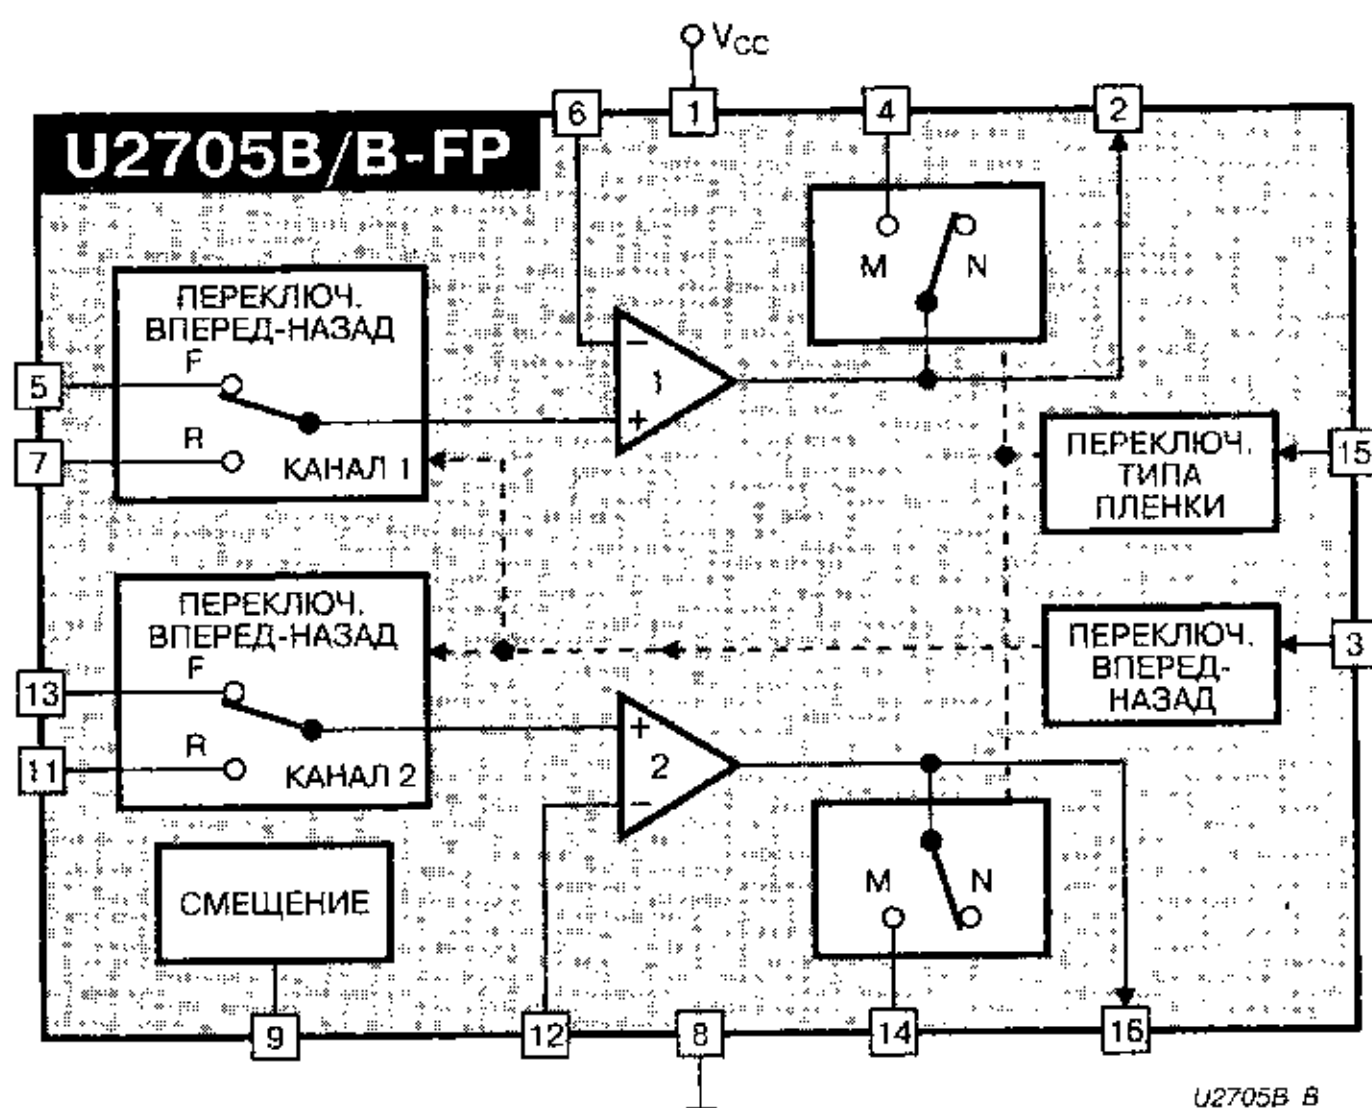 VCC
6
1
4
2
U2705B/B-FP
M N
ПЕРЕКЛЮЧ.
ВПЕРЕД-НАЗАД
F
5
R
7
КАНАЛ 1
−
1
+
ПЕРЕКЛЮЧ.
ТИПА
ПЛЕНКИ
15
ПЕРЕКЛЮЧ.
ВПЕРЕД-НАЗАД
F
13
R
11
КАНАЛ 2
+
2
−
ПЕРЕКЛЮЧ.
ВПЕРЕД-
НАЗАД
3
M N
СМЕЩЕНИЕ
9
12
8
14
16
U2705B_B